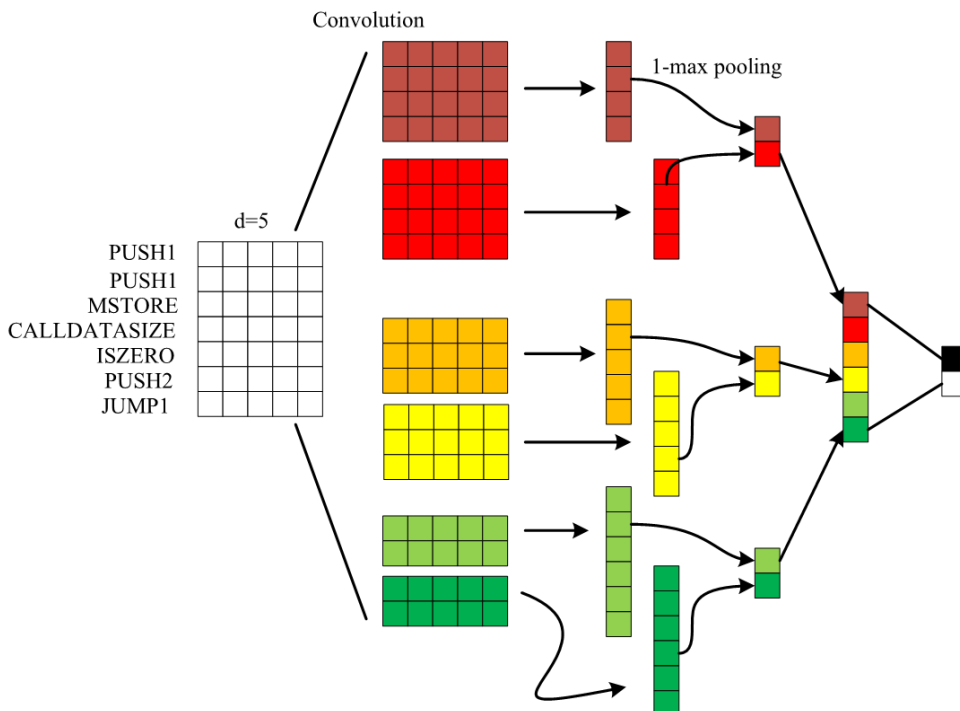 Convolution
1-max pooling
d=5
PUSH1
PUSH1
MSTORE
CALLDATASIZE
ISZERO
PUSH2
JUMP1